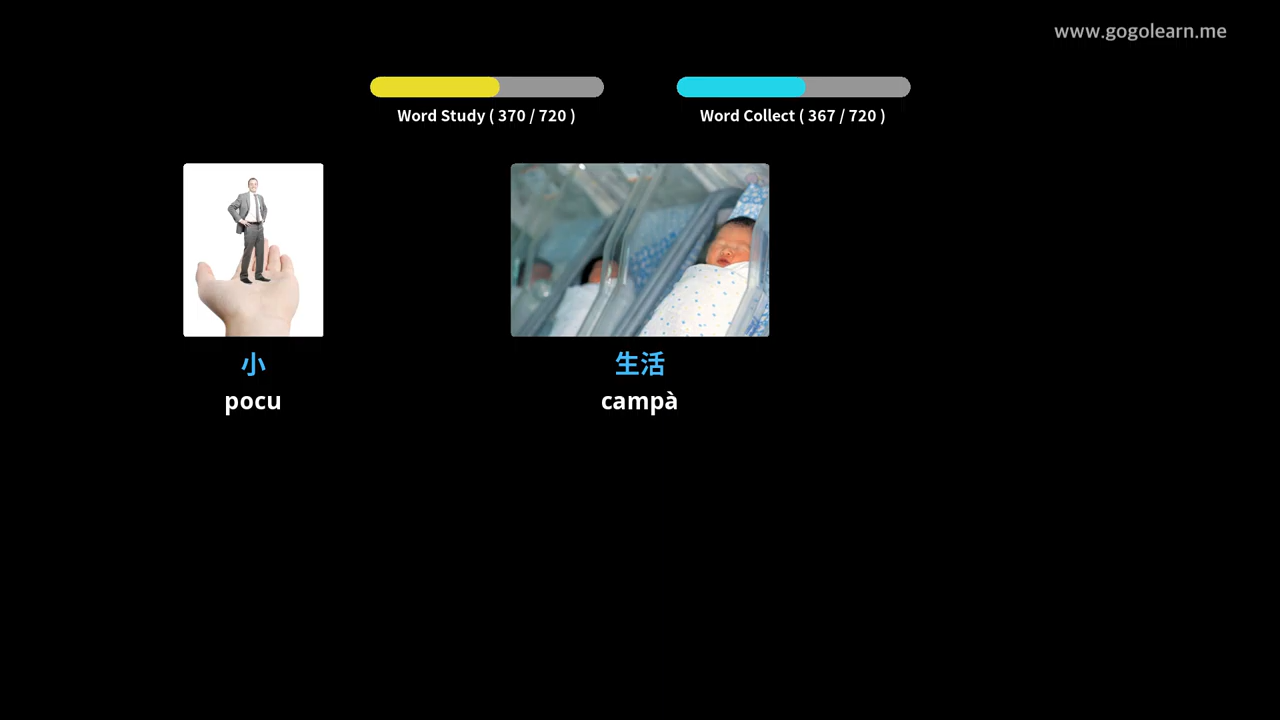 www.gogolearn.me
Word Study ( 370 / 720 )
Word Collect ( 367 / 720 )
小
pocu
生活
campà